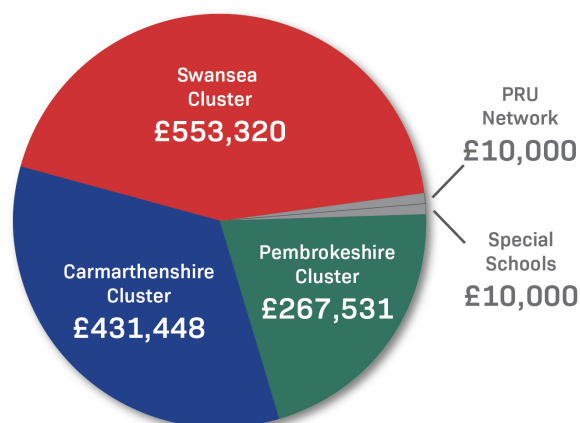 Swansea
Cluster
£553,320
PRU
Network
£10,000
Special
Schools
£10,000
Pembrokeshire
Cluster
£267,531
Carmarthenshire
Cluster
£431,448